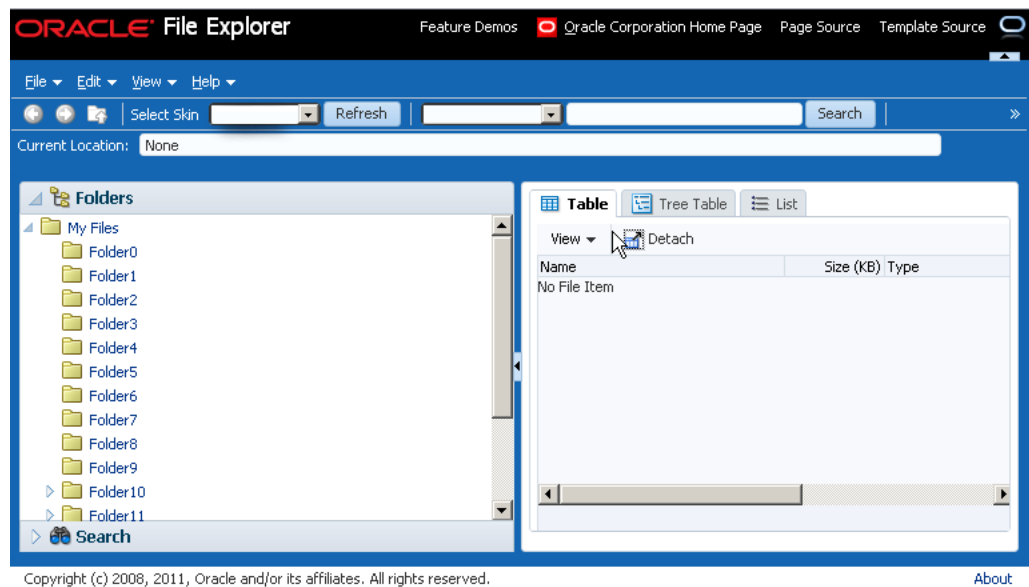 ORACLE File Explorer Feature Demos Oracle Corporation Home Page Page Source Template Source
File Edit View Help
Select Skin Refresh Search »
Current Location: None
Folders
My Files
Folder0
Folder1
Folder2
Folder3
Folder4
Folder5
Folder6
Folder7
Folder8
Folder9
Folder10
Folder11
Search
Table Tree Table List
View Detach
Name Size (KB) Type
No File Item
Copyright (c) 2008, 2011, Oracle and/or its affiliates. All rights reserved. About